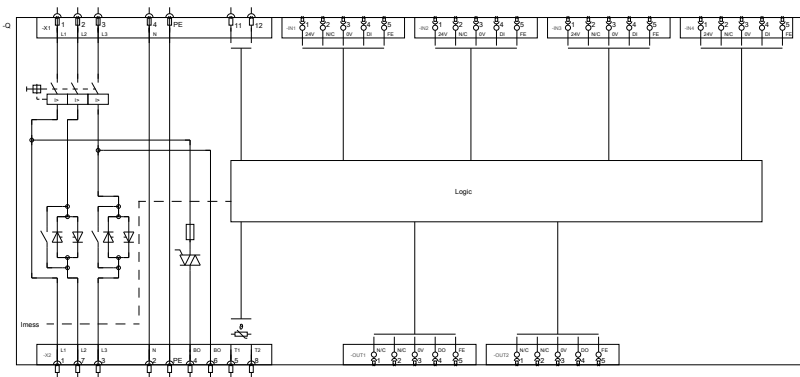 -Q
-X1 1 2 3 4 PE 11 12
L1 L2 L3 N
-IN1 1 2 3 4 5
24V N/C 0V DI FE
-IN2 1 2 3 4 5
24V N/C 0V DI FE
-IN3 1 2 3 4 5
24V N/C 0V DI FE
-IN4 1 2 3 4 5
24V N/C 0V DI FE
I> I> I>
Logic
Imess
ϑ
L1 L2 L3 N BO BO T1 T2
-X2 1 7 3 2 PE 4 6 5 8
N/C N/C 0V DO FE
-OUT1 1 2 3 4 5
N/C N/C 0V DO FE
-OUT2 1 2 3 4 5